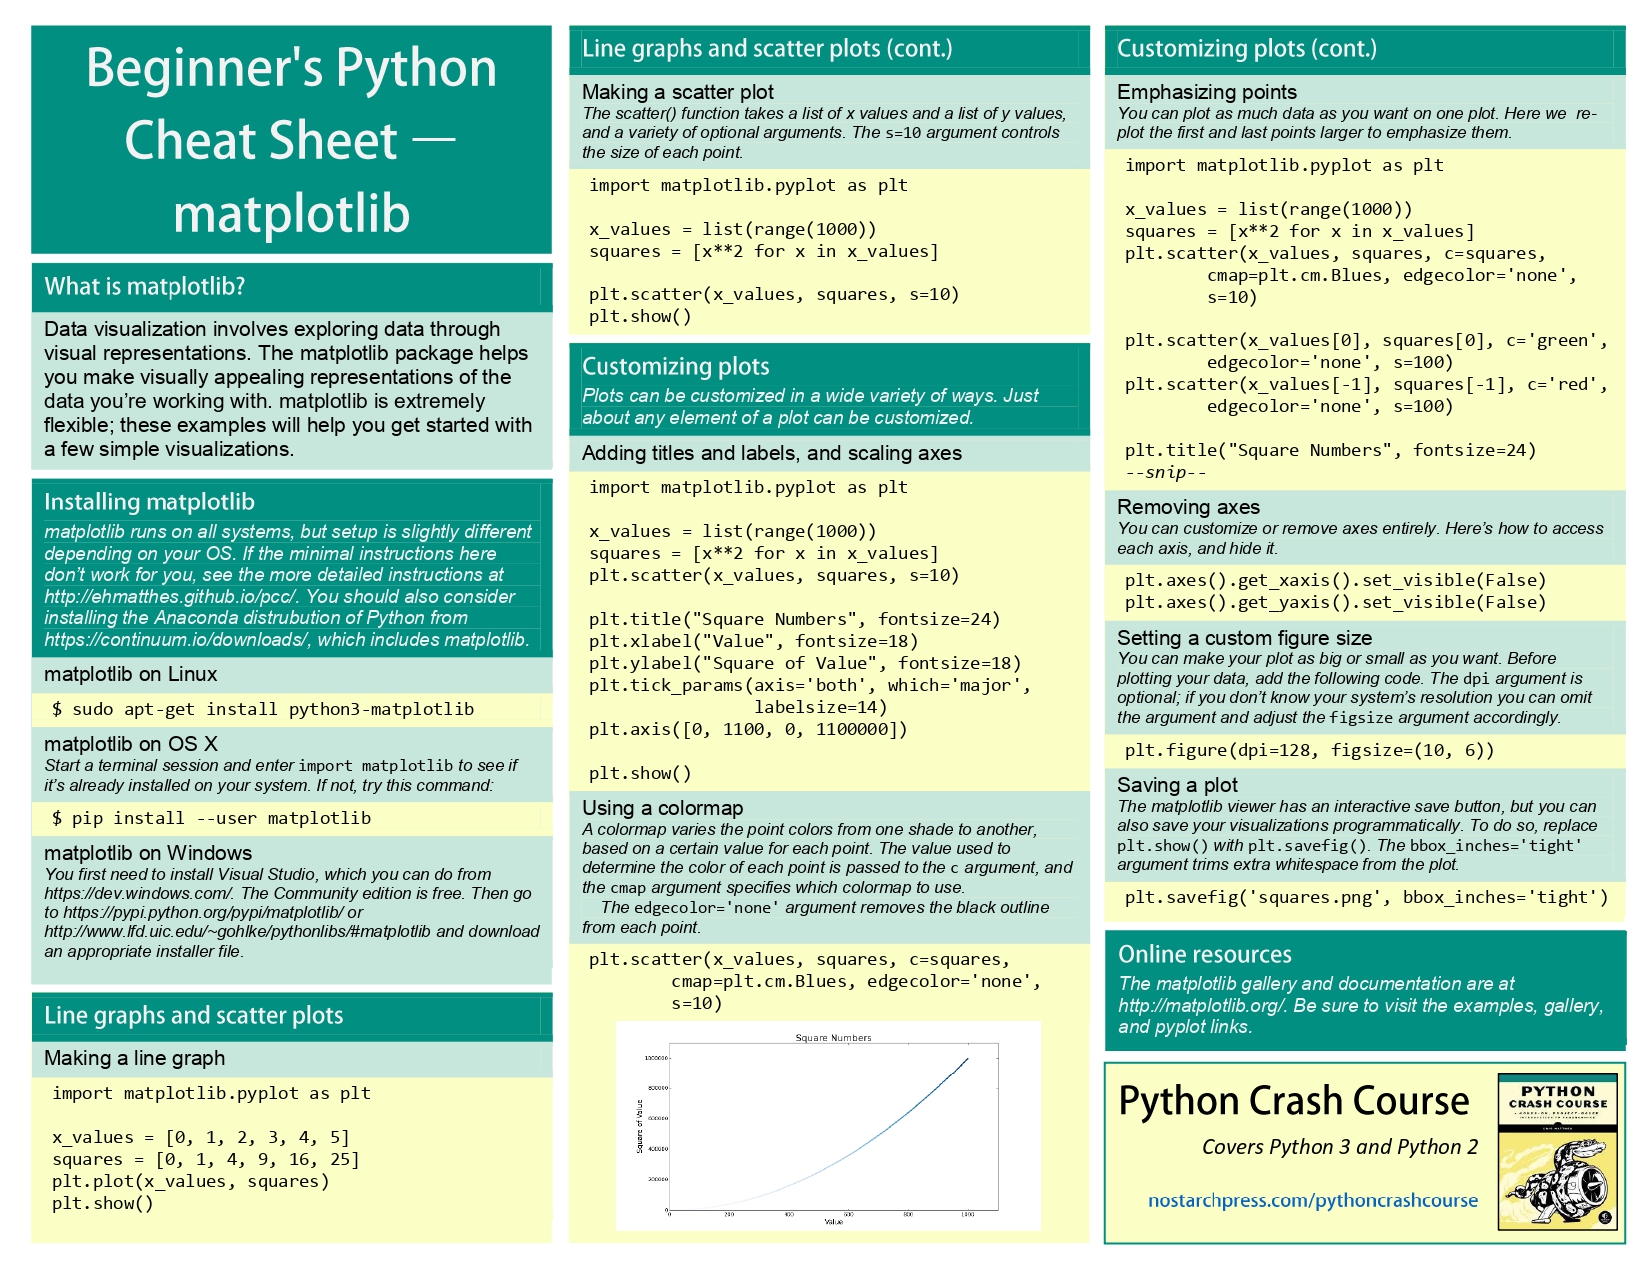 Beginner's Python
Cheat Sheet —
matplotlib
What is matplotlib?
Data visualization involves exploring data through
visual representations. The matplotlib package helps
you make visually appealing representations of the
data you're working with. matplotlib is extremely
flexible; these examples will help you get started with
a few simple visualizations.
Installing matplotlib
matplotlib runs on all systems, but setup is slightly different
depending on your OS. If the minimal instructions here
don't work for you, see the more detailed instructions at
http://ehmatthes.github.io/pcc/. You should also consider
installing the Anaconda distrubution of Python from
https://continuum.io/downloads/, which includes matplotlib.
matplotlib on Linux
$ sudo apt-get install python3-matplotlib
matplotlib on OS X
Start a terminal session and enter import matplotlib to see if
it's already installed on your system. If not, try this command:
$ pip install --user matplotlib
matplotlib on Windows
You first need to install Visual Studio, which you can do from
https://dev.windows.com/. The Community edition is free. Then go
to https://pypi.python.org/pypi/matplotlib/ or
http://www.lfd.uic.edu/~gohlke/pythonlibs/#matplotlib and download
an appropriate installer file.
Line graphs and scatter plots
Making a line graph
import matplotlib.pyplot as plt
x_values = [0, 1, 2, 3, 4, 5]
squares = [0, 1, 4, 9, 16, 25]
plt.plot(x_values, squares)
plt.show()
Line graphs and scatter plots (cont.)
Making a scatter plot
The scatter() function takes a list of x values and a list of y values,
and a variety of optional arguments. The s=10 argument controls
the size of each point.
import matplotlib.pyplot as plt
x_values = list(range(1000))
squares = [x**2 for x in x_values]
plt.scatter(x_values, squares, s=10)
plt.show()
Customizing plots
Plots can be customized in a wide variety of ways. Just
about any element of a plot can be customized.
Adding titles and labels, and scaling axes
import matplotlib.pyplot as plt
x_values = list(range(1000))
squares = [x**2 for x in x_values]
plt.scatter(x_values, squares, s=10)
plt.title("Square Numbers", fontsize=24)
plt.xlabel("Value", fontsize=18)
plt.ylabel("Square of Value", fontsize=18)
plt.tick_params(axis='both', which='major',
labelsize=14)
plt.axis([0, 1100, 0, 1100000])
plt.show()
Using a colormap
A colormap varies the point colors from one shade to another,
based on a certain value for each point. The value used to
determine the color of each point is passed to the c argument, and
the cmap argument specifies which colormap to use.
The edgecolor='none' argument removes the black outline
from each point.
plt.scatter(x_values, squares, c=squares,
cmap=plt.cm.Blues, edgecolor='none',
s=10)
Square Numbers
Square of Value
1000000
800000
600000
400000
200000
0
0 200 400 600 800 1000
Value
Customizing plots (cont.)
Emphasizing points
You can plot as much data as you want on one plot. Here we re-
plot the first and last points larger to emphasize them.
import matplotlib.pyplot as plt
x_values = list(range(1000))
squares = [x**2 for x in x_values]
plt.scatter(x_values, squares, c=squares,
cmap=plt.cm.Blues, edgecolor='none',
s=10)
plt.scatter(x_values[0], squares[0], c='green',
edgecolor='none', s=100)
plt.scatter(x_values[-1], squares[-1], c='red',
edgecolor='none', s=100)
plt.title("Square Numbers", fontsize=24)
--snip--
Removing axes
You can customize or remove axes entirely. Here's how to access
each axis, and hide it.
plt.axes().get_xaxis().set_visible(False)
plt.axes().get_yaxis().set_visible(False)
Setting a custom figure size
You can make your plot as big or small as you want. Before
plotting your data, add the following code. The dpi argument is
optional; if you don't know your system's resolution you can omit
the argument and adjust the figsize argument accordingly.
plt.figure(dpi=128, figsize=(10, 6))
Saving a plot
The matplotlib viewer has an interactive save button, but you can
also save your visualizations programmatically. To do so, replace
plt.show() with plt.savefig(). The bbox_inches='tight'
argument trims extra whitespace from the plot.
plt.savefig('squares.png', bbox_inches='tight')
Online resources
The matplotlib gallery and documentation are at
http://matplotlib.org/. Be sure to visit the examples, gallery,
and pyplot links.
Python Crash Course
Covers Python 3 and Python 2
nostarchpress.com/pythoncrashcourse
PYTHON
CRASH COURSE